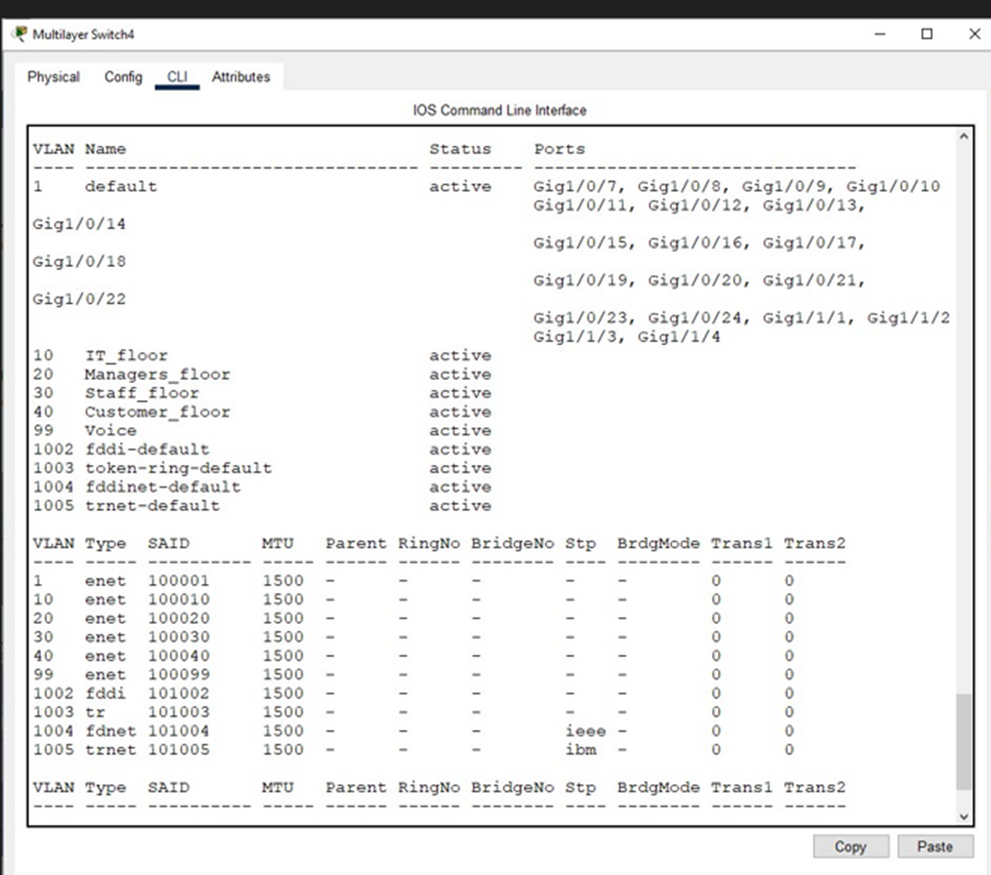 Multilayer Switch4
Physical Config CLI Attributes
IOS Command Line Interface
VLAN Name                             Status    Ports
---- -------------------------------- --------- -------------------------------
1    default                          active    Gig1/0/7, Gig1/0/8, Gig1/0/9, Gig1/0/10
                                                Gig1/0/11, Gig1/0/12, Gig1/0/13,
Gig1/0/14
                                                Gig1/0/15, Gig1/0/16, Gig1/0/17,
Gig1/0/18
                                                Gig1/0/19, Gig1/0/20, Gig1/0/21,
Gig1/0/22
                                                Gig1/0/23, Gig1/0/24, Gig1/1/1, Gig1/1/2
                                                Gig1/1/3, Gig1/1/4
10   IT_floor                         active
20   Managers_floor                   active
30   Staff_floor                      active
40   Customer_floor                   active
99   Voice                            active
1002 fddi-default                     active
1003 token-ring-default               active
1004 fddinet-default                  active
1005 trnet-default                    active
VLAN Type  SAID       MTU   Parent RingNo BridgeNo Stp  BrdgMode Trans1 Trans2
---- ----- ---------- ----- ------ ------ -------- ---- -------- ------ ------
1    enet  100001     1500  -      -      -        -    -        0      0
10   enet  100010     1500  -      -      -        -    -        0      0
20   enet  100020     1500  -      -      -        -    -        0      0
30   enet  100030     1500  -      -      -        -    -        0      0
40   enet  100040     1500  -      -      -        -    -        0      0
99   enet  100099     1500  -      -      -        -    -        0      0
1002 fddi  101002     1500  -      -      -        -    -        0      0
1003 tr    101003     1500  -      -      -        -    -        0      0
1004 fdnet 101004     1500  -      -      -        ieee -        0      0
1005 trnet 101005     1500  -      -      -        ibm  -        0      0
VLAN Type  SAID       MTU   Parent RingNo BridgeNo Stp  BrdgMode Trans1 Trans2
---- ----- ---------- ----- ------ ------ -------- ---- -------- ------ ------
Copy Paste